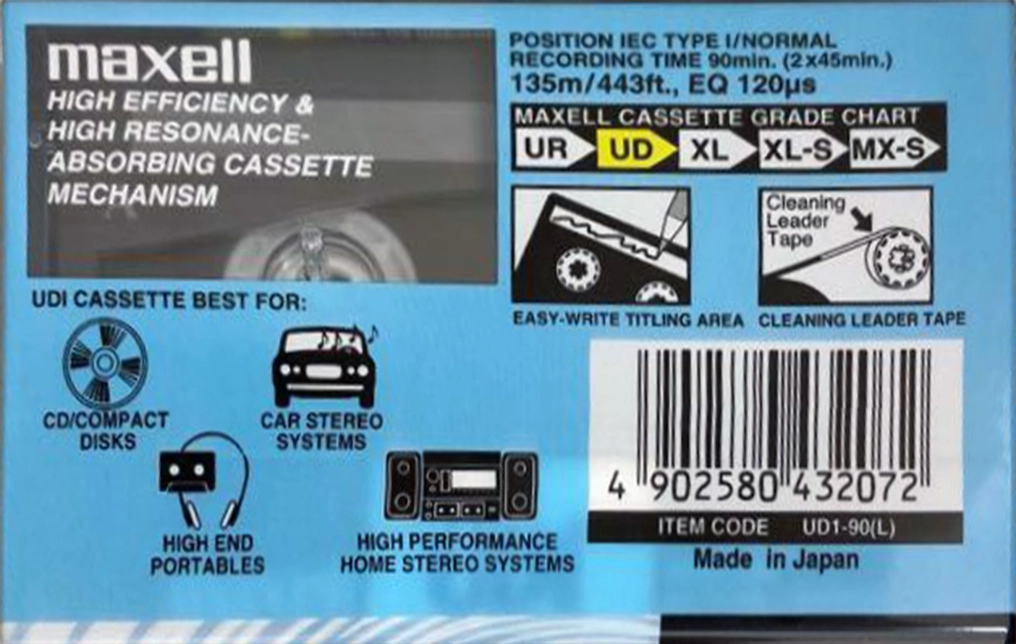 maxell
HIGH EFFICIENCY &
HIGH RESONANCE-
ABSORBING CASSETTE
MECHANISM
POSITION IEC TYPE I/NORMAL
RECORDING TIME 90min. (2x45min.)
135m/443ft., EQ 120μs
MAXELL CASSETTE GRADE CHART
UR UD XL XL-S MX-S
Cleaning
Leader
Tape
EASY-WRITE TITLING AREA CLEANING LEADER TAPE
UDI CASSETTE BEST FOR:
CD/COMPACT
DISKS
CAR STEREO
SYSTEMS
HIGH END
PORTABLES
HIGH PERFORMANCE
HOME STEREO SYSTEMS
4 902580 432072
ITEM CODE UD1-90(L)
Made in Japan